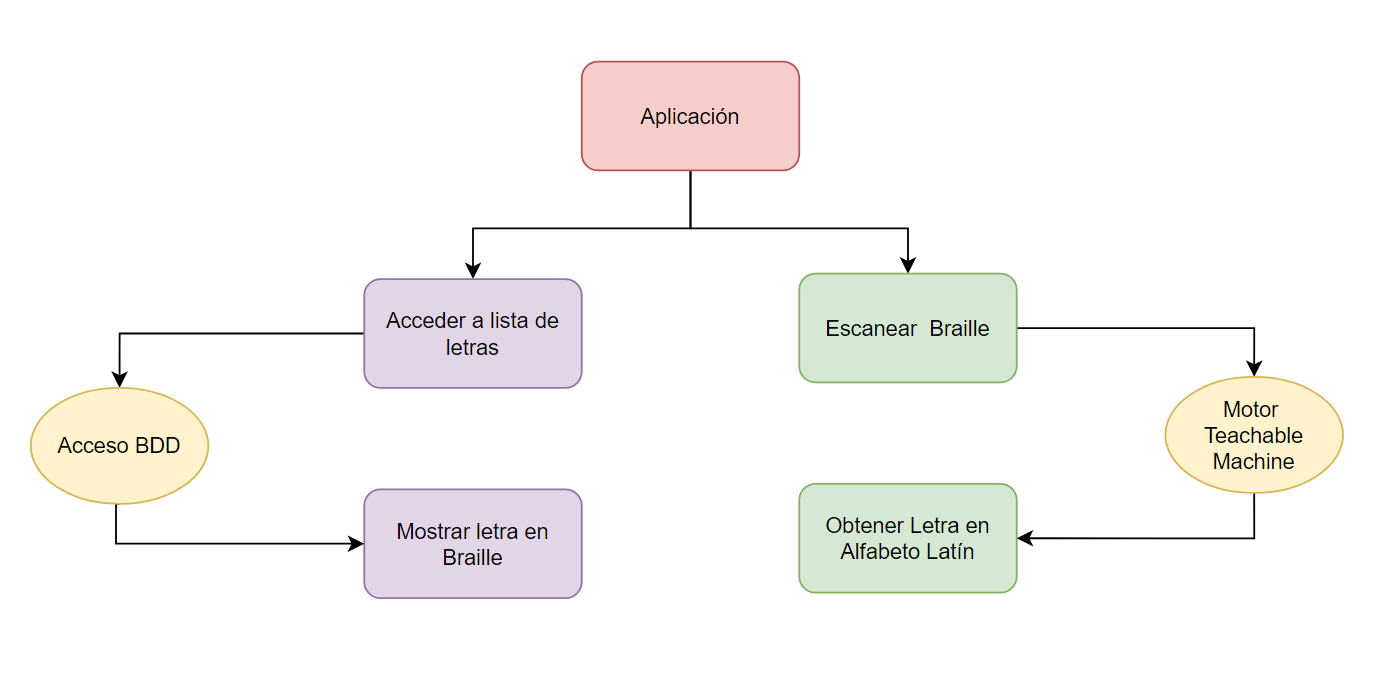 Aplicación
Acceder a lista de
letras
Escanear  Braille
Acceso BDD
Motor
Teachable
Machine
Mostrar letra en
Braille
Obtener Letra en
Alfabeto Latín